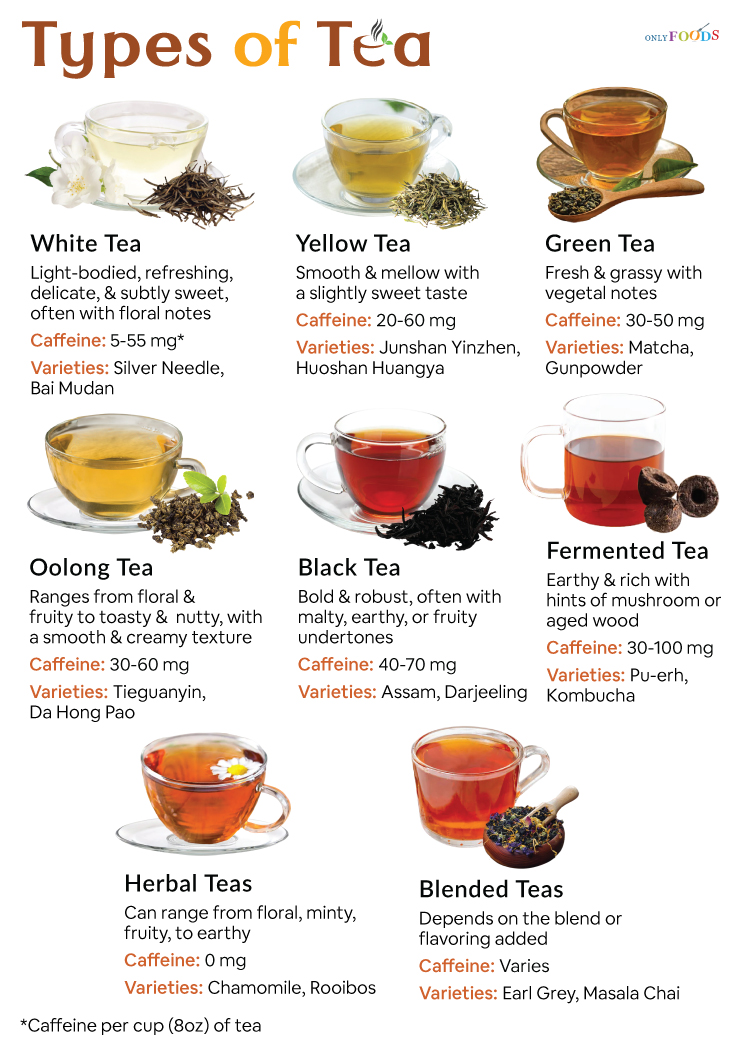 Types of Tea
ONLY FOODS
White Tea
Light-bodied, refreshing,
delicate, & subtly sweet,
often with floral notes
Caffeine: 5-55 mg*
Varieties: Silver Needle,
Bai Mudan
Yellow Tea
Smooth & mellow with
a slightly sweet taste
Caffeine: 20-60 mg
Varieties: Junshan Yinzhen,
Huoshan Huangya
Green Tea
Fresh & grassy with
vegetal notes
Caffeine: 30-50 mg
Varieties: Matcha,
Gunpowder
Oolong Tea
Ranges from floral &
fruity to toasty & nutty, with
a smooth & creamy texture
Caffeine: 30-60 mg
Varieties: Tieguanyin,
Da Hong Pao
Black Tea
Bold & robust, often with
malty, earthy, or fruity
undertones
Caffeine: 40-70 mg
Varieties: Assam, Darjeeling
Fermented Tea
Earthy & rich with
hints of mushroom or
aged wood
Caffeine: 30-100 mg
Varieties: Pu-erh,
Kombucha
Herbal Teas
Can range from floral, minty,
fruity, to earthy
Caffeine: 0 mg
Varieties: Chamomile, Rooibos
Blended Teas
Depends on the blend or
flavoring added
Caffeine: Varies
Varieties: Earl Grey, Masala Chai
*Caffeine per cup (8oz) of tea